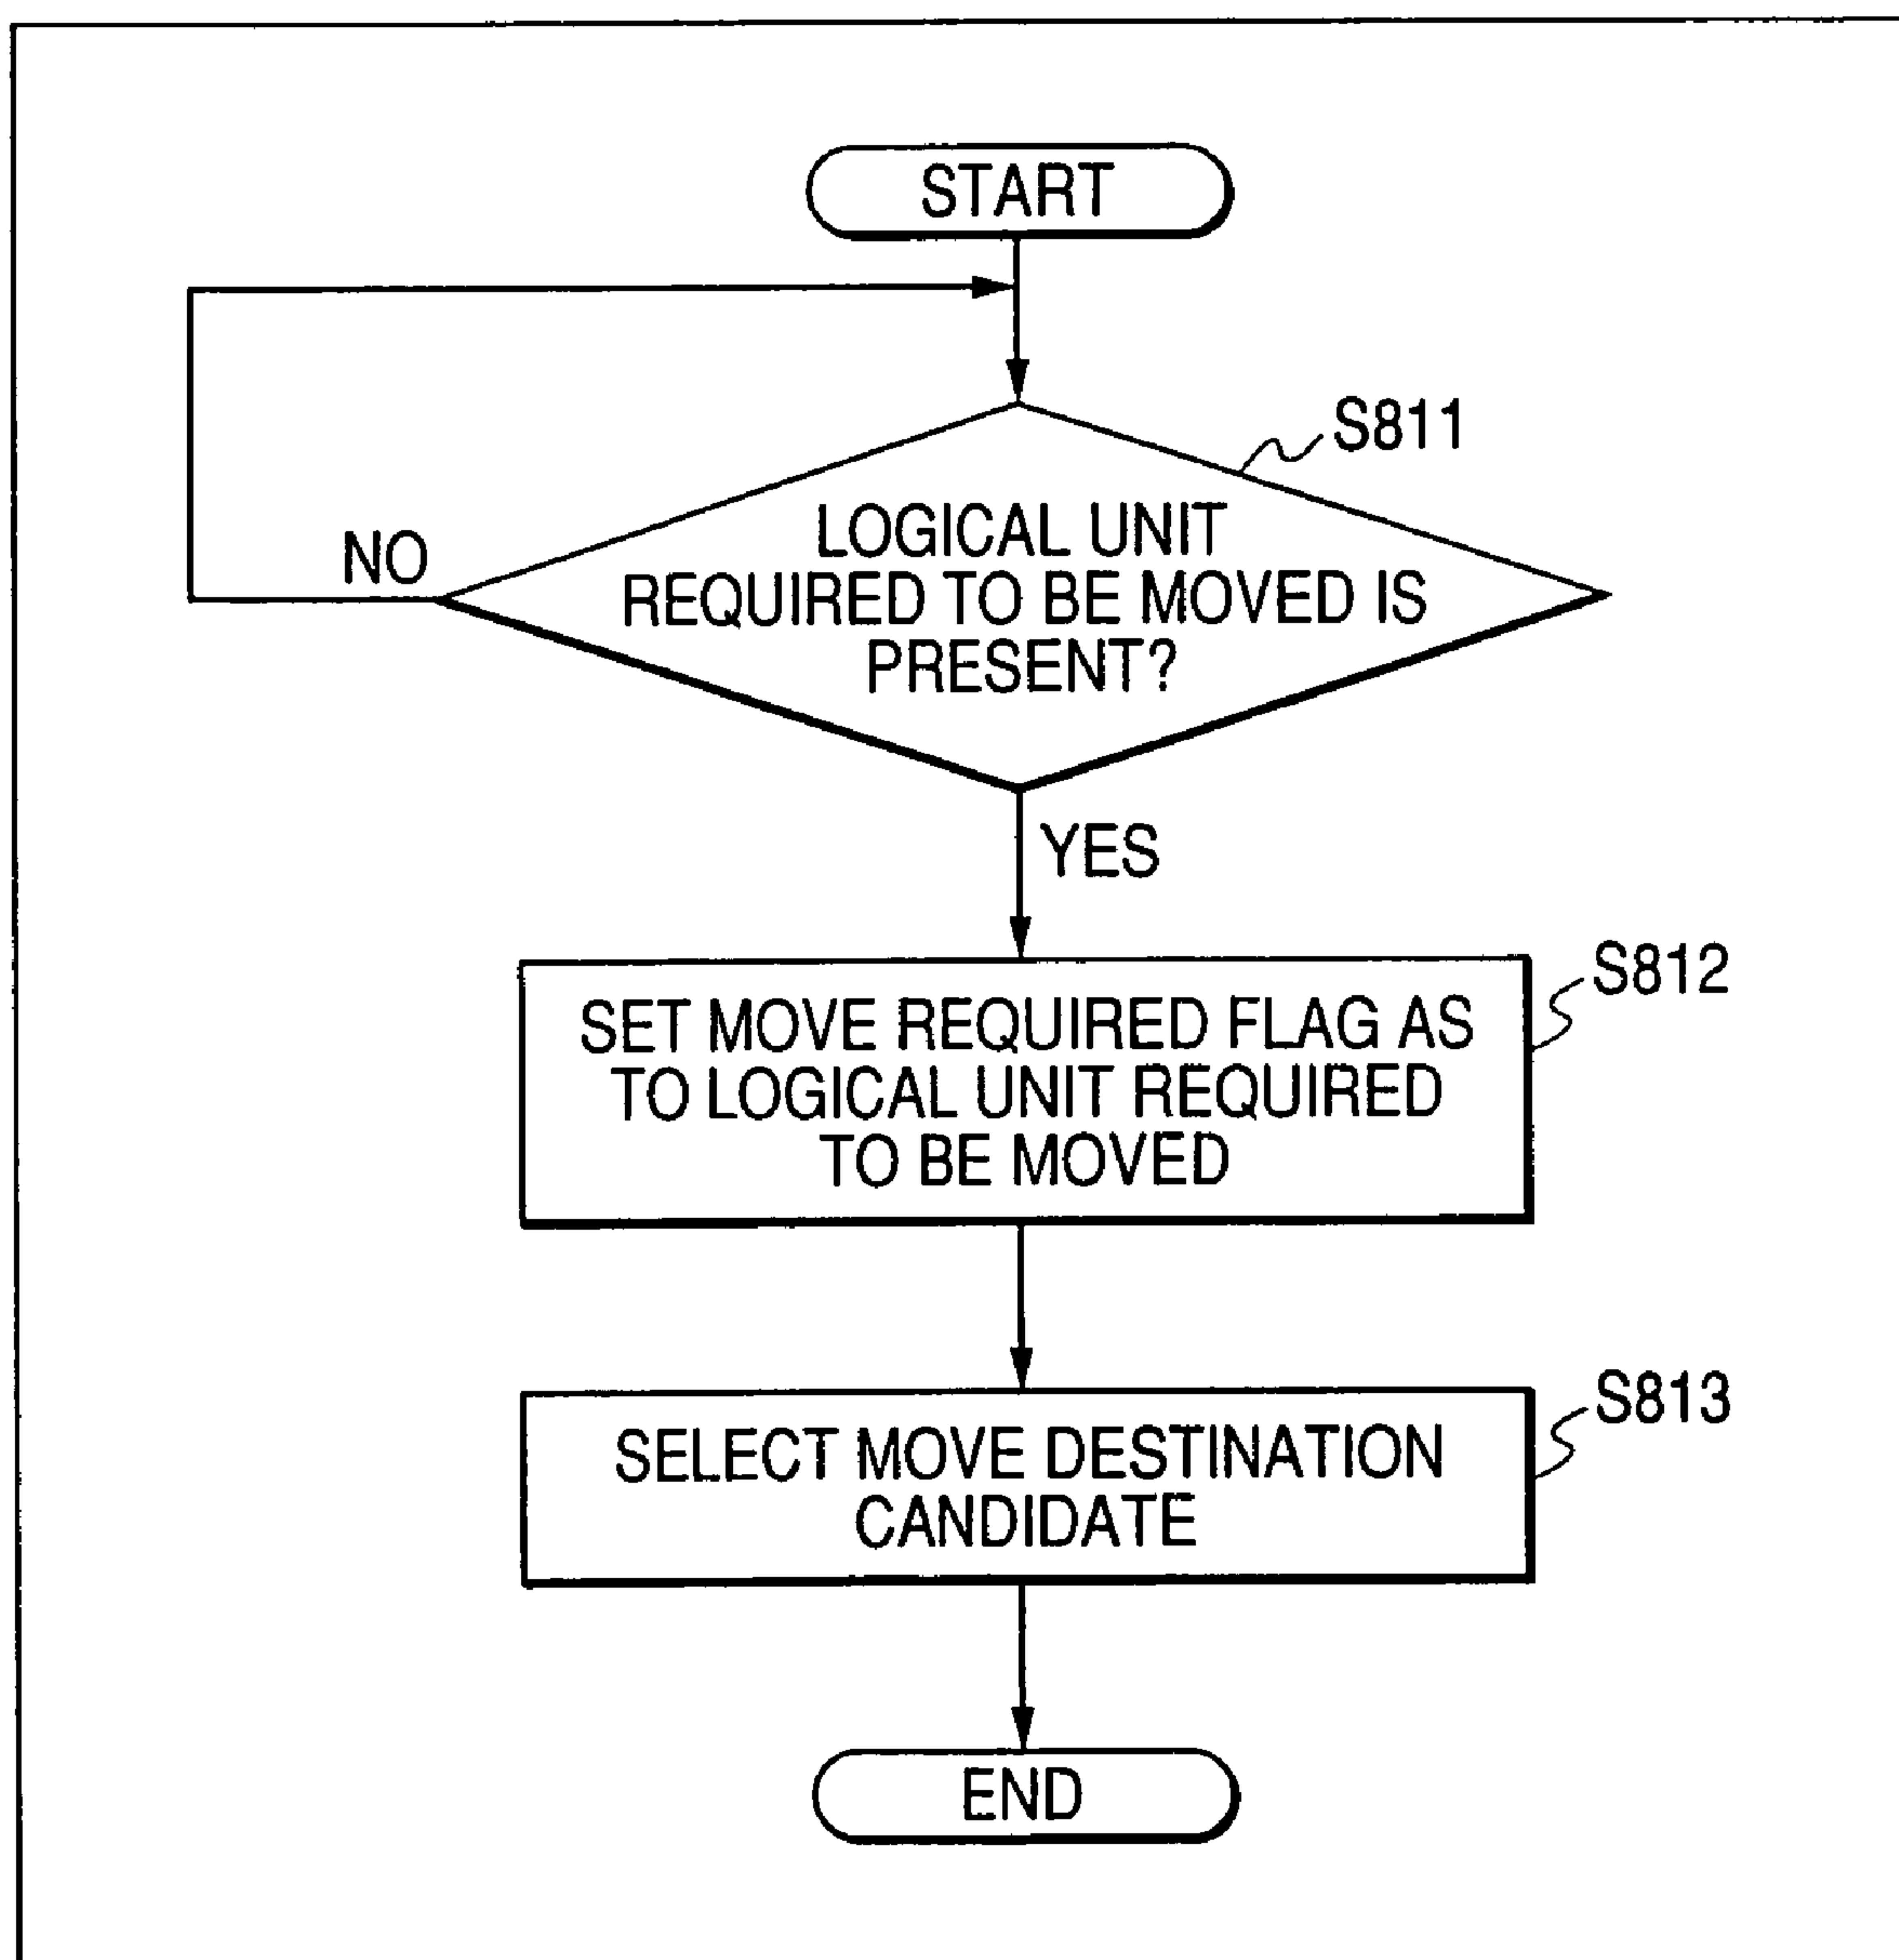 START
S811
LOGICAL UNIT
REQUIRED TO BE MOVED IS
PRESENT?
NO
YES
S812
SET MOVE REQUIRED FLAG AS
TO LOGICAL UNIT REQUIRED
TO BE MOVED
S813
SELECT MOVE DESTINATION
CANDIDATE
END